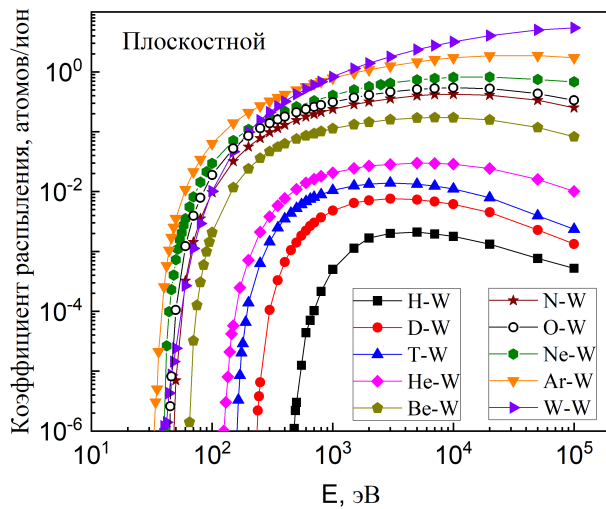 Коэффициент распыления, атомов/ион
Плоскостной
10⁰
10⁻²
10⁻⁴
10⁻⁶
H-W
D-W
T-W
He-W
Be-W
N-W
O-W
Ne-W
Ar-W
W-W
10¹ 10² 10³ 10⁴ 10⁵
E, эВ